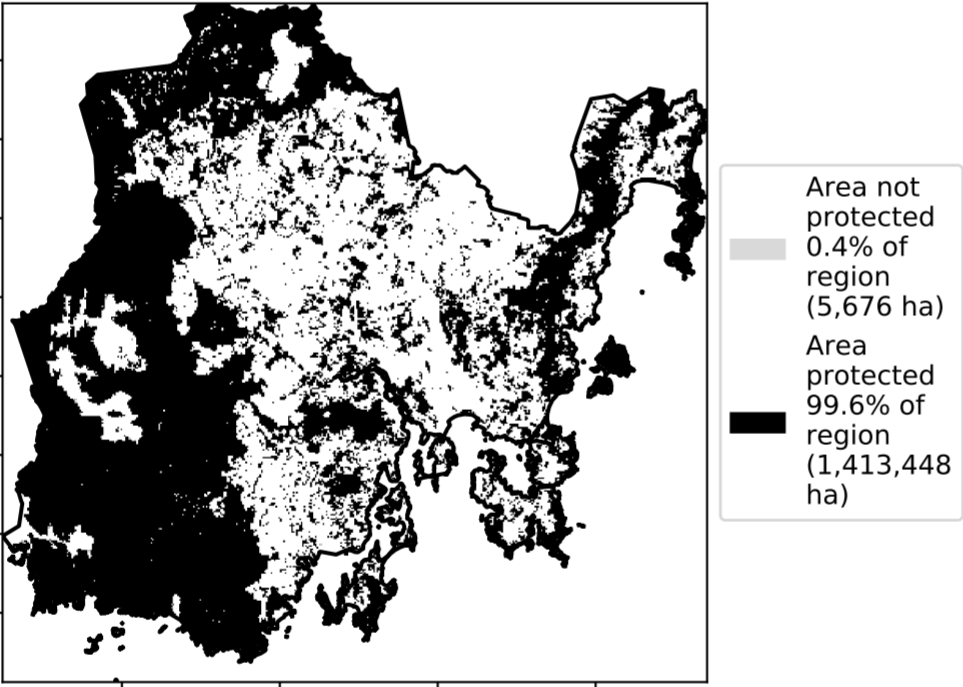 Area not
protected
0.4% of
region
(5,676 ha)
Area
protected
99.6% of
region
(1,413,448
ha)